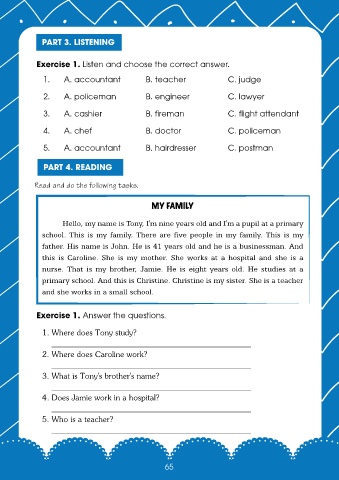 PART 3. LISTENING
Exercise 1. Listen and choose the correct answer.
1. A. accountant B. teacher C. judge
2. A. policeman B. engineer C. lawyer
3. A. cashier B. fireman C. flight attendant
4. A. chef B. doctor C. policeman
5. A. accountant B. hairdresser C. postman
PART 4. READING
Read and do the following tasks.
MY FAMILY
Hello, my name is Tony, I'm nine years old and I'm a pupil at a primary
school. This is my family. There are five people in my family. This is my
father. His name is John. He is 41 years old and he is a businessman. And
this is Caroline. She is my mother. She works at a hospital and she is a
nurse. That is my brother, Jamie. He is eight years old. He studies at a
primary school. And this is Christine. Christine is my sister. She is a teacher
and she works in a small school.
Exercise 1. Answer the questions.
1. Where does Tony study?
2. Where does Caroline work?
3. What is Tony's brother's name?
4. Does Jamie work in a hospital?
5. Who is a teacher?
65